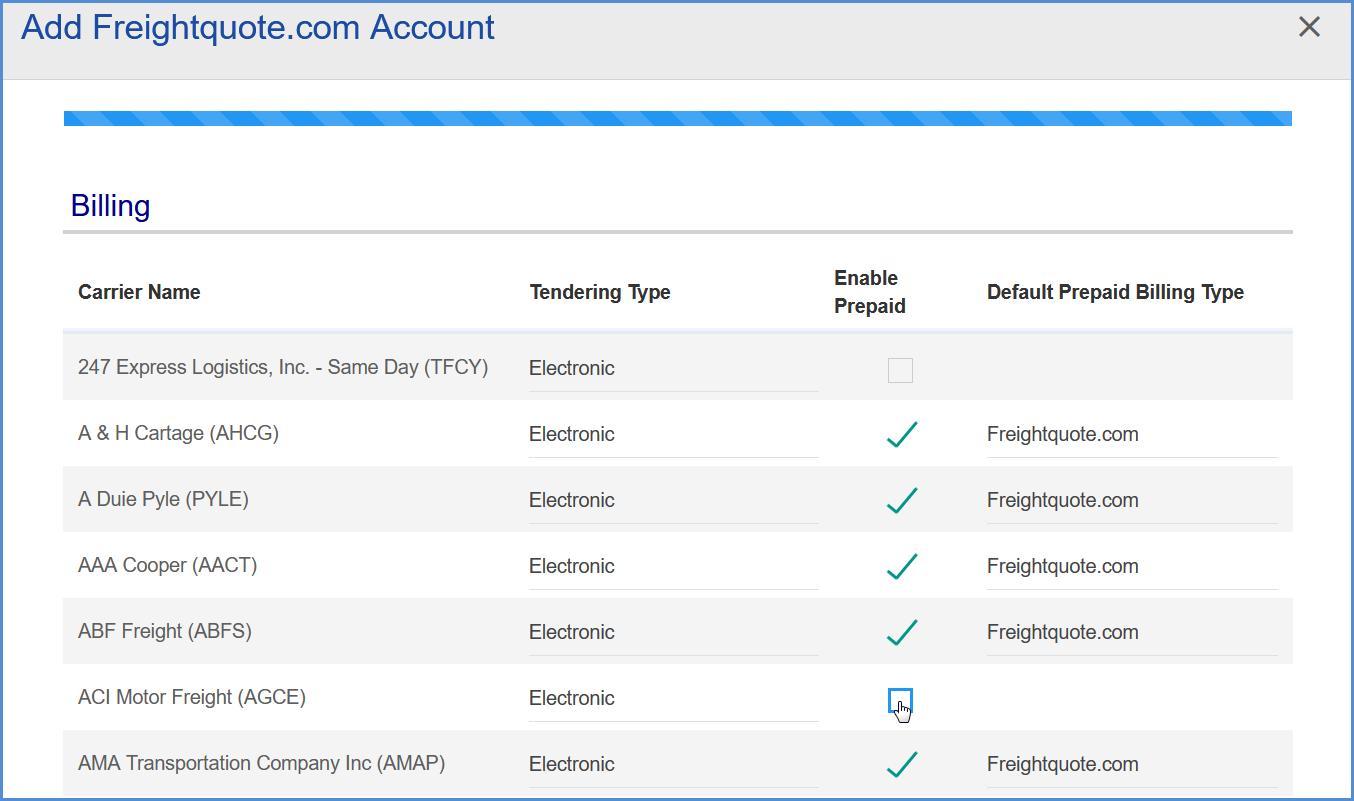 Add Freightquote.com Account
Billing
Carrier Name Tendering Type Enable Prepaid Default Prepaid Billing Type
247 Express Logistics, Inc. - Same Day (TFCY) Electronic
A & H Cartage (AHCG) Electronic Freightquote.com
A Duie Pyle (PYLE) Electronic Freightquote.com
AAA Cooper (AACT) Electronic Freightquote.com
ABF Freight (ABFS) Electronic Freightquote.com
ACI Motor Freight (AGCE) Electronic
AMA Transportation Company Inc (AMAP) Electronic Freightquote.com